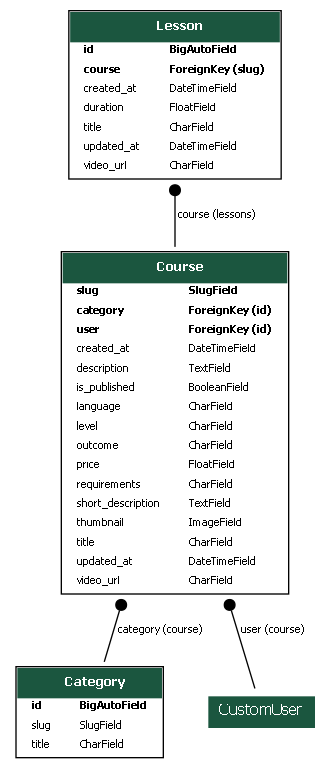 Lesson
id BigAutoField
course ForeignKey (slug)
created_at DateTimeField
duration FloatField
title CharField
updated_at DateTimeField
video_url CharField
course (lessons)
Course
slug SlugField
category ForeignKey (id)
user ForeignKey (id)
created_at DateTimeField
description TextField
is_published BooleanField
language CharField
level CharField
outcome CharField
price FloatField
requirements CharField
short_description TextField
thumbnail ImageField
title CharField
updated_at DateTimeField
video_url CharField
category (course) user (course)
Category
id BigAutoField
slug SlugField
title CharField
CustomUser